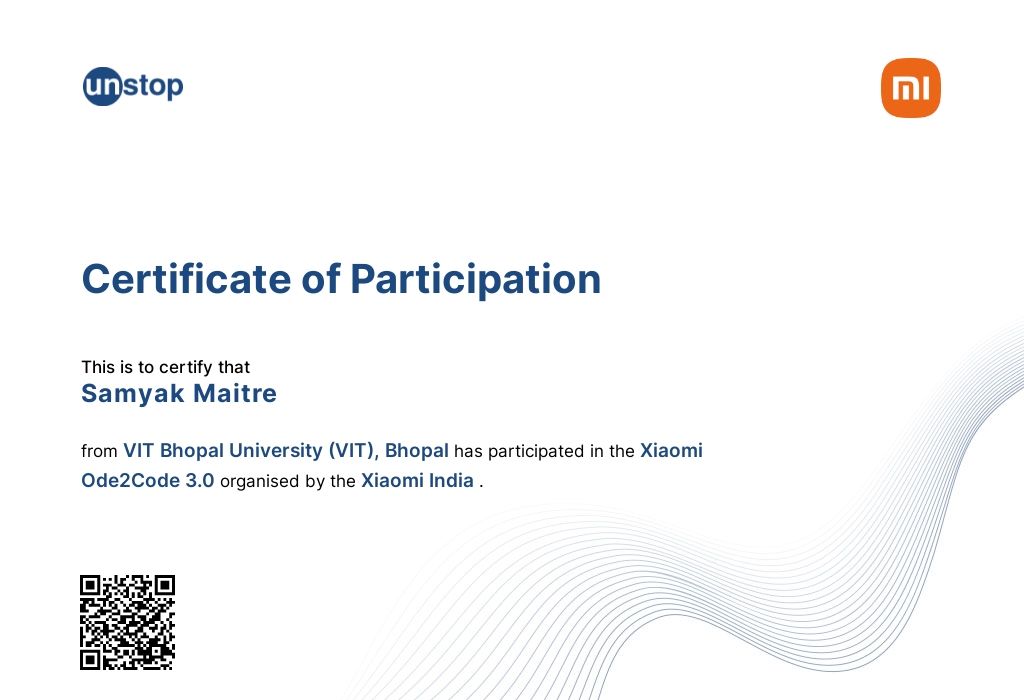 unstop
mi
Certificate of Participation
This is to certify that
Samyak Maitre
from VIT Bhopal University (VIT), Bhopal has participated in the Xiaomi
Ode2Code 3.0 organised by the Xiaomi India .